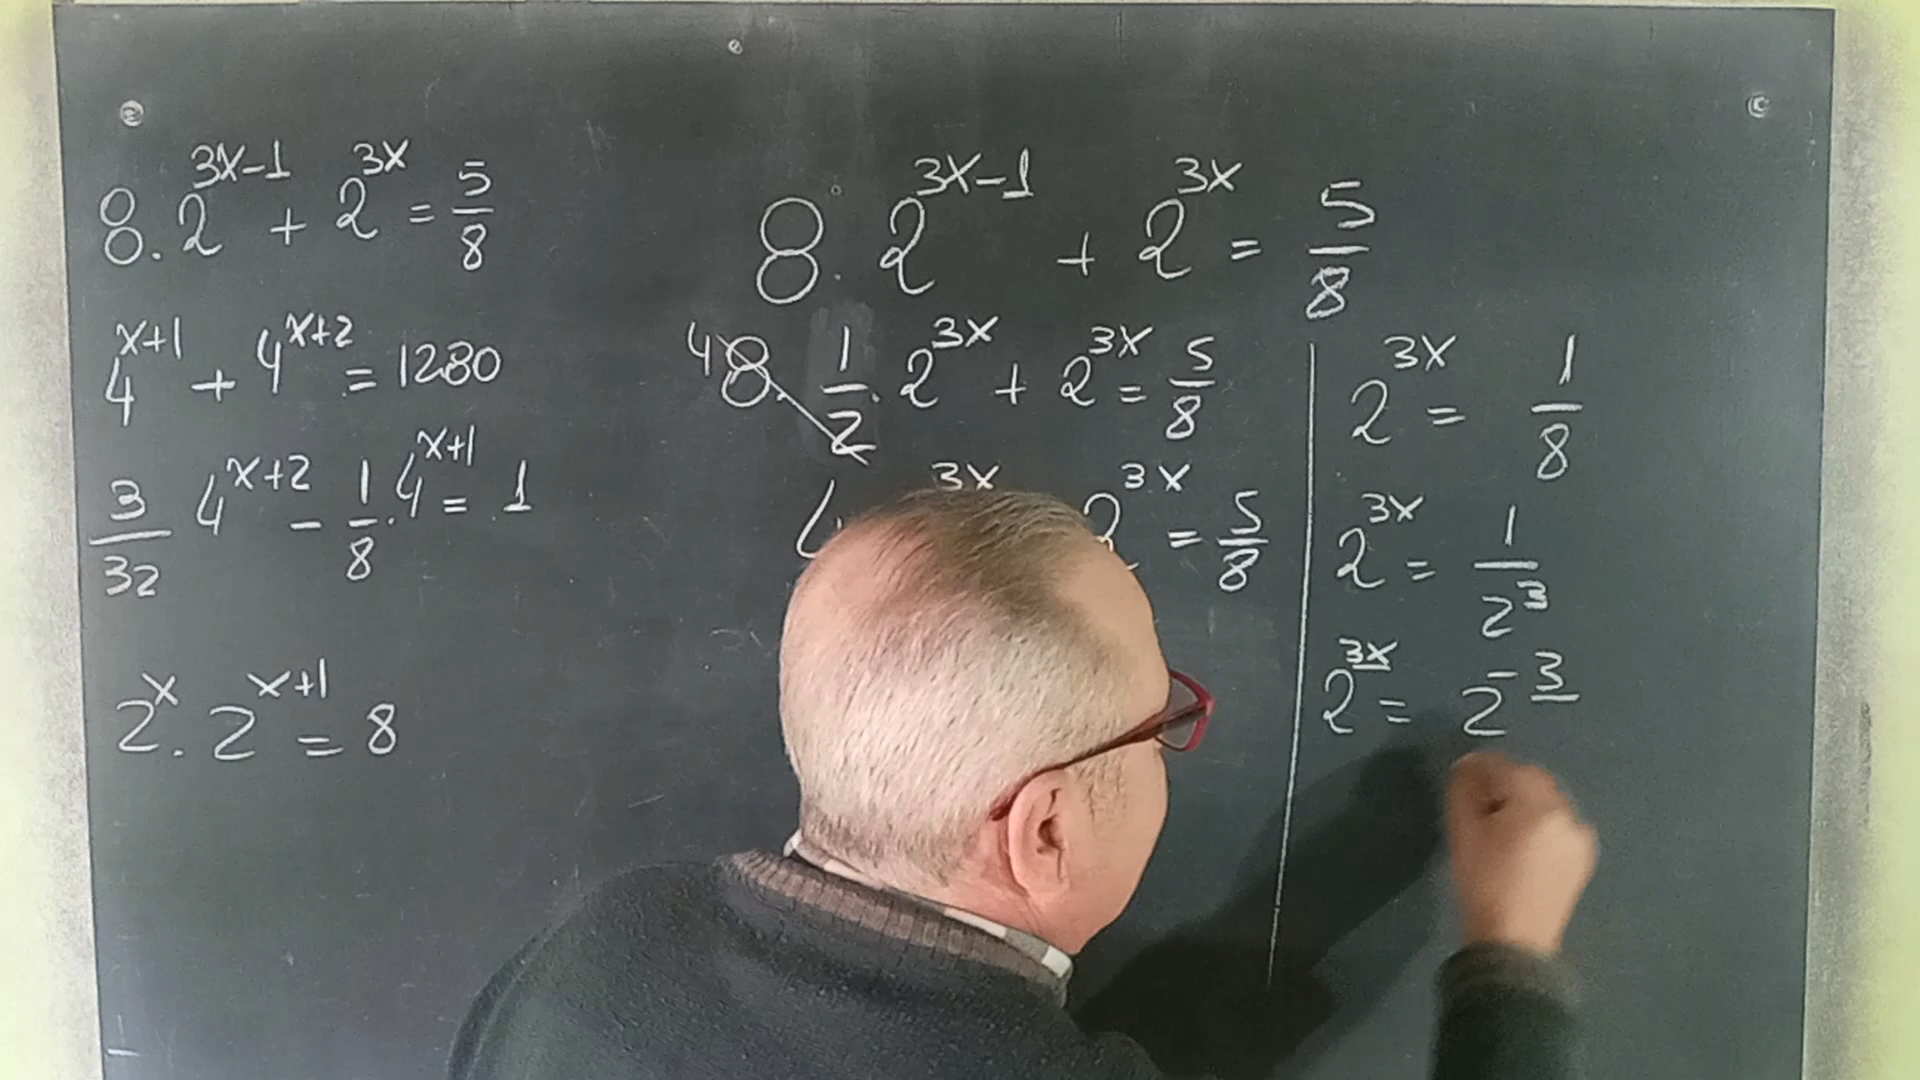 8 . 2^(3x-1) + 2^(3x) = 5/8
4^(x+1) + 4^(x+2) = 1280
3/32 4^(x+2) - 1/8 . 4^(x+1) = 1
2^x . 2^(x+1) = 8
8 . 2^(3x-1) + 2^(3x) = 5/8
4 8 . 1/2 . 2^(3x) + 2^(3x) = 5/8
3x 2^(3x) = 5/8
2^(3x) = 1/8
2^(3x) = 1/2^3
2^(3x) = 2^(-3)